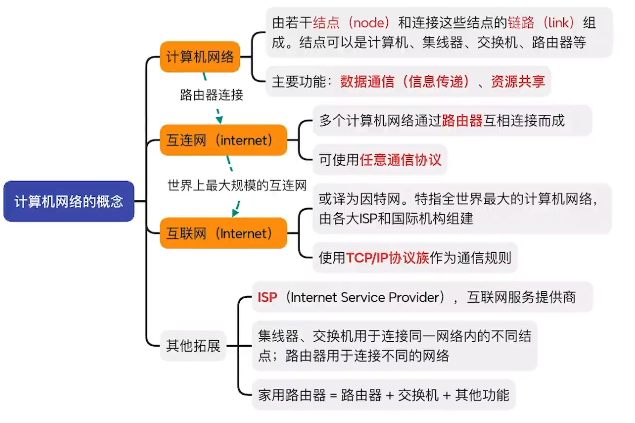 由若干结点（node）和连接这些结点的链路（link）组
成。结点可以是计算机、集线器、交换机、路由器等
计算机网络
主要功能：数据通信（信息传递）、资源共享
路由器连接
多个计算机网络通过路由器互相连接而成
互连网（internet）
可使用任意通信协议
世界上最大规模的互连网
计算机网络的概念
或译为因特网。特指全世界最大的计算机网络，
由各大ISP和国际机构组建
互联网（Internet）
使用TCP/IP协议族作为通信规则
ISP（Internet Service Provider），互联网服务提供商
集线器、交换机用于连接同一网络内的不同结
点；路由器用于连接不同的网络
其他拓展
家用路由器 = 路由器 + 交换机 + 其他功能